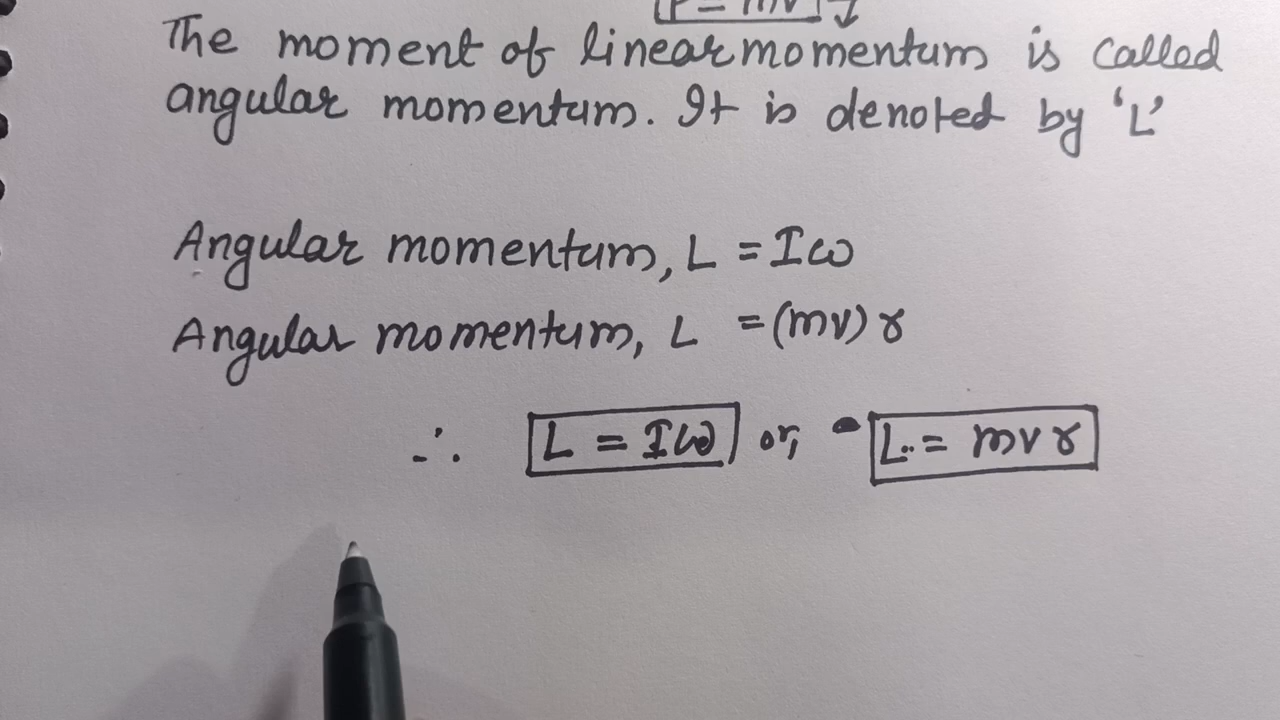 P = mv
The moment of linear momentum is called
angular momentum. It is denoted by 'L'
Angular momentum, L = Iω
Angular momentum, L = (mv) r
∴ L = Iω or, L = mvr